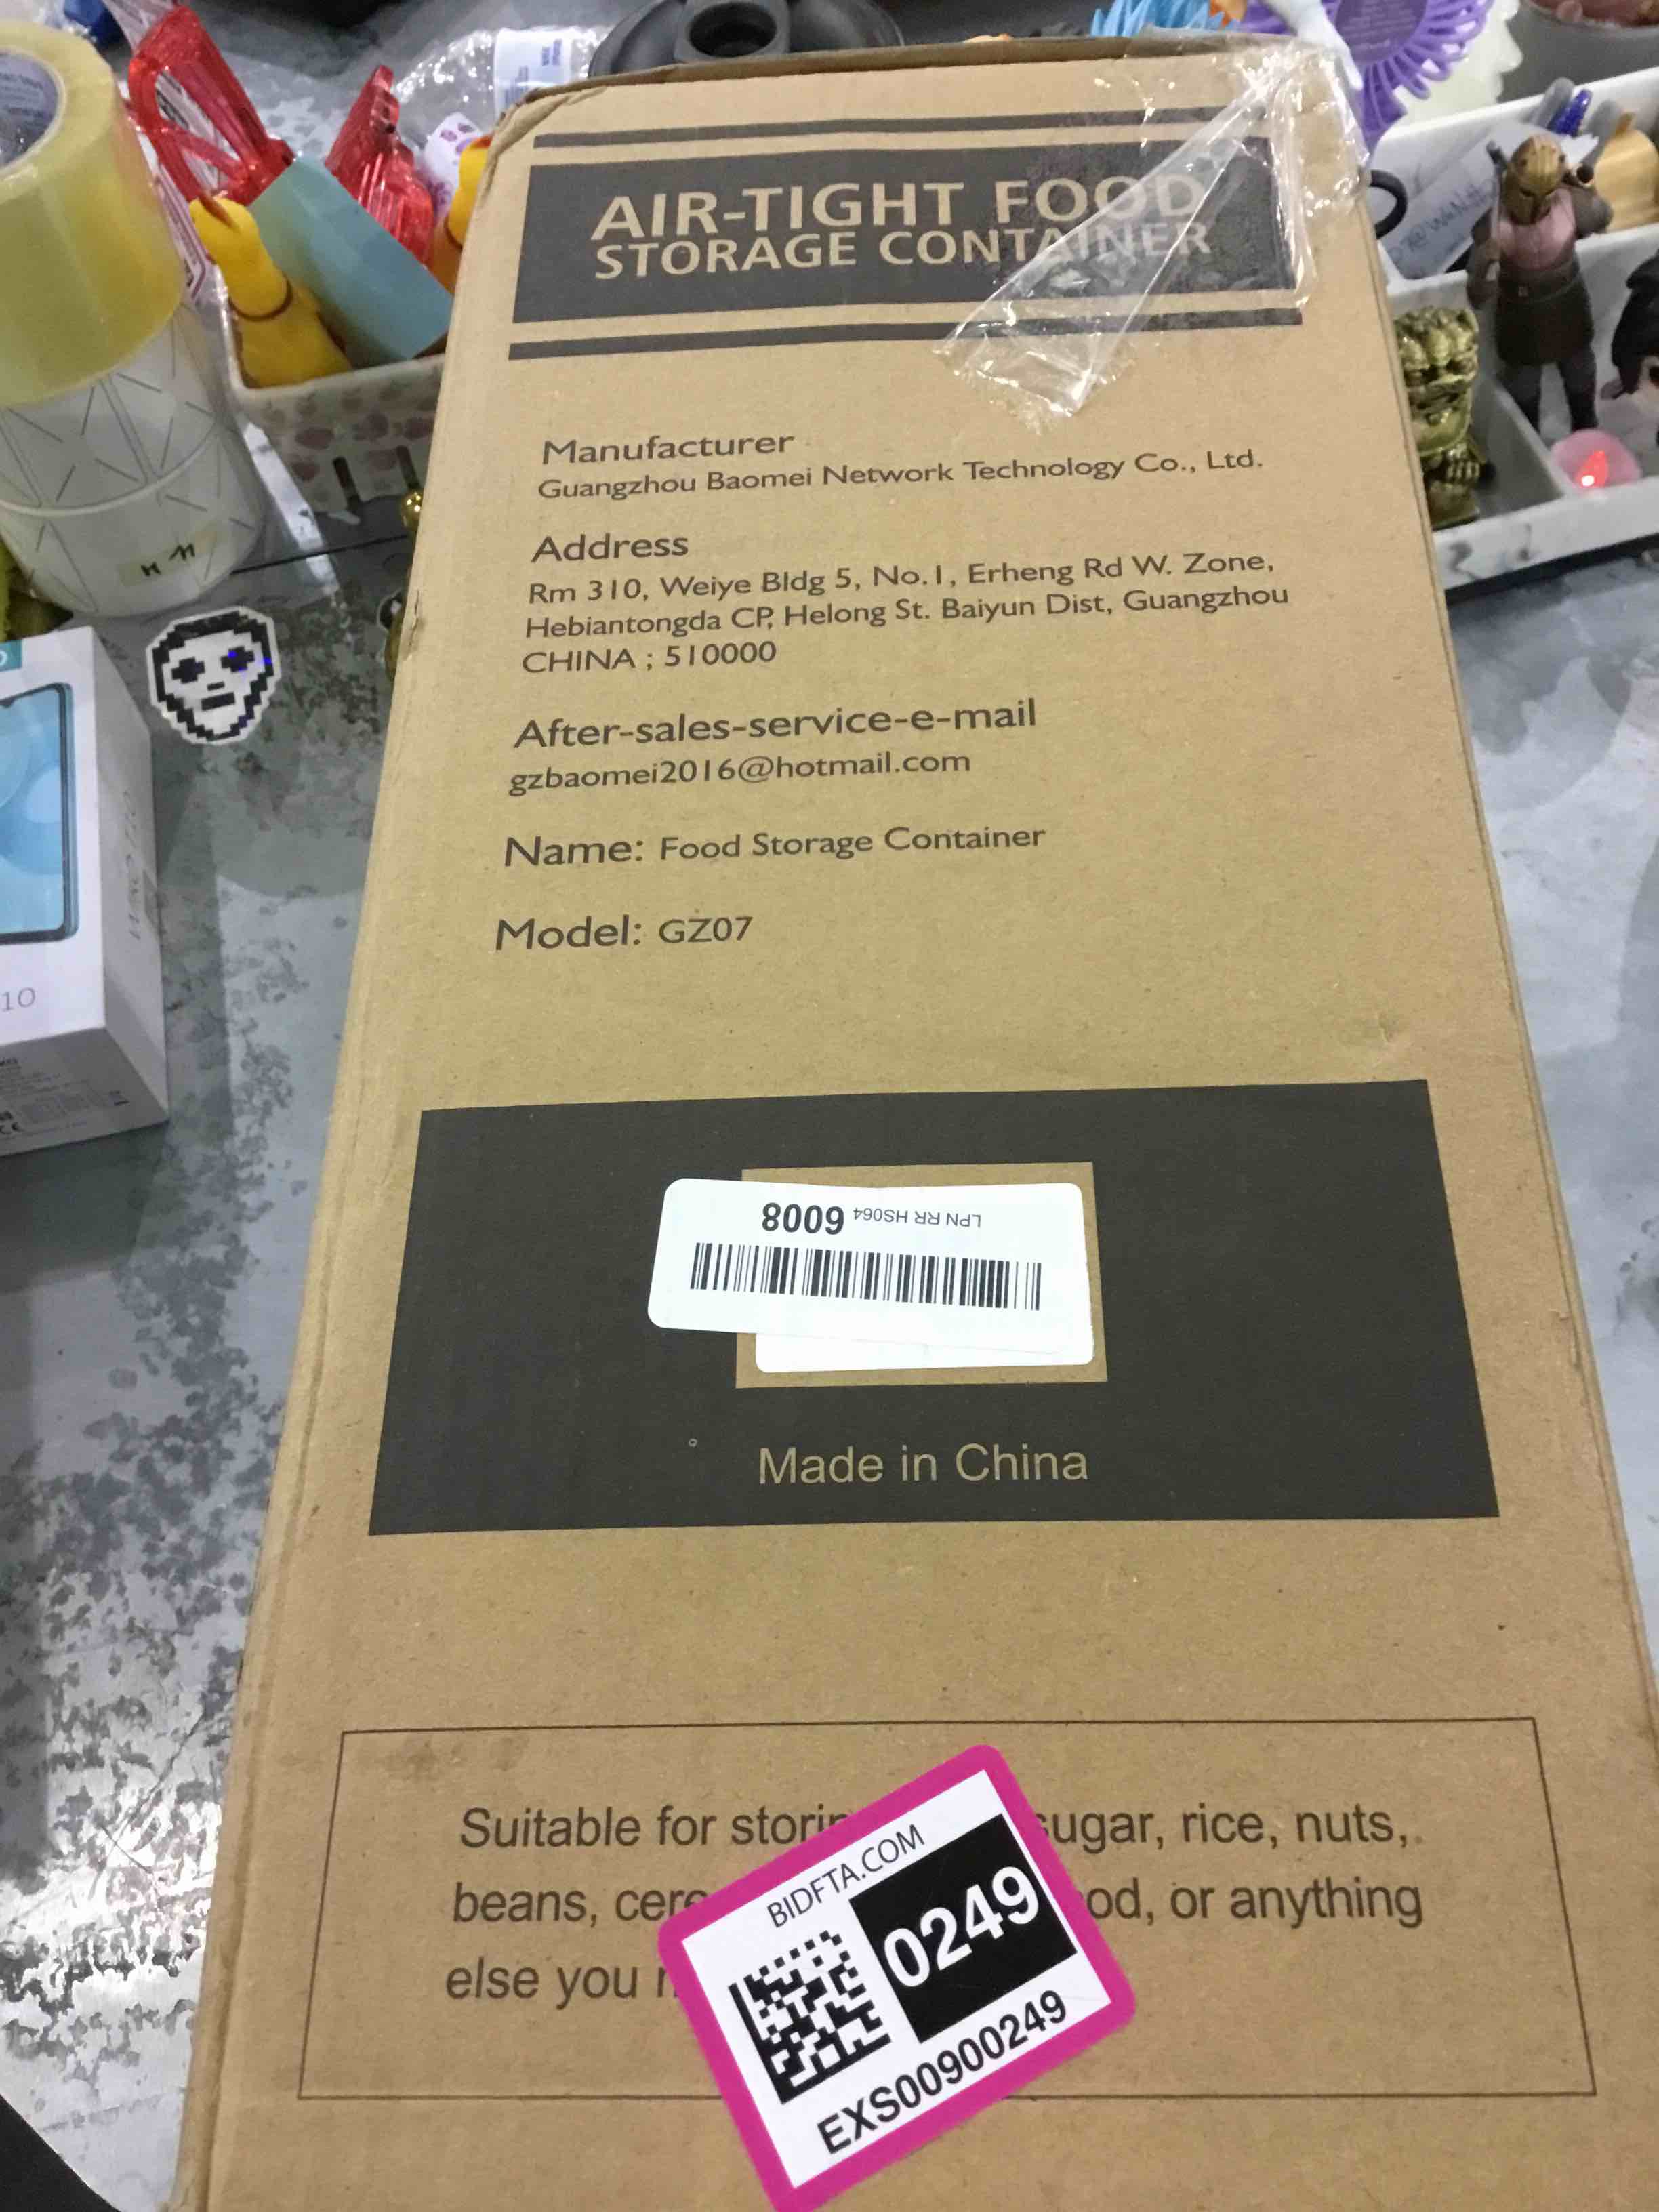 AIR-TIGHT FOOD
STORAGE CONTAINER
Manufacturer
Guangzhou Baomei Network Technology Co., Ltd.
Address
Rm 310, Weiye Bldg 5, No.1, Erheng Rd W. Zone,
Hebiantongda CP, Helong St. Baiyun Dist, Guangzhou
CHINA ; 510000
After-sales-service-e-mail
gzbaomei2016@hotmail.com
Name: Food Storage Container
Model: GZ07
10
LPN RR HS064 6008
Made in China
Suitable for storin sugar, rice, nuts,
beans, cere od, or anything
else you
BIDFTA.COM
0249
EXS00900249